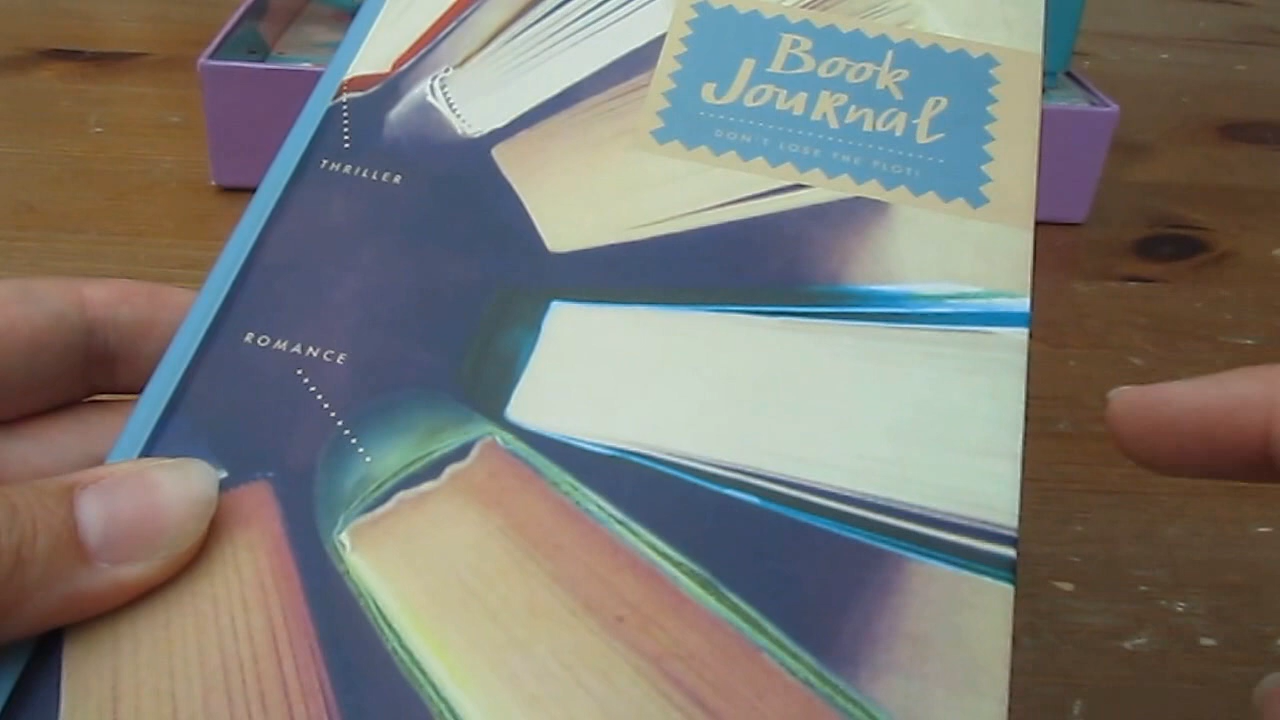 Book
Journal
DON'T LOSE THE PLOT!
THRILLER
ROMANCE